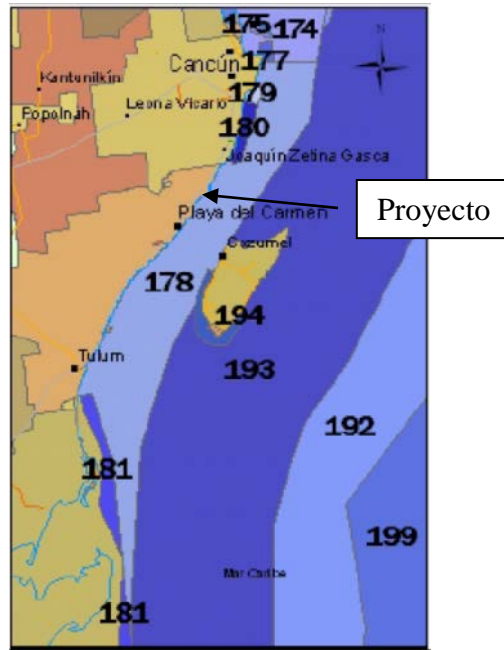 175 174
N
Cancún
177
Kantunilkín
179
Leona Vicario
Popolnah
180
Joaquín Zetina Gasca
Proyecto
Playa del Carmen
Cozumel
178
194
Tulum
193
192
181
199
Mar Caribe
181